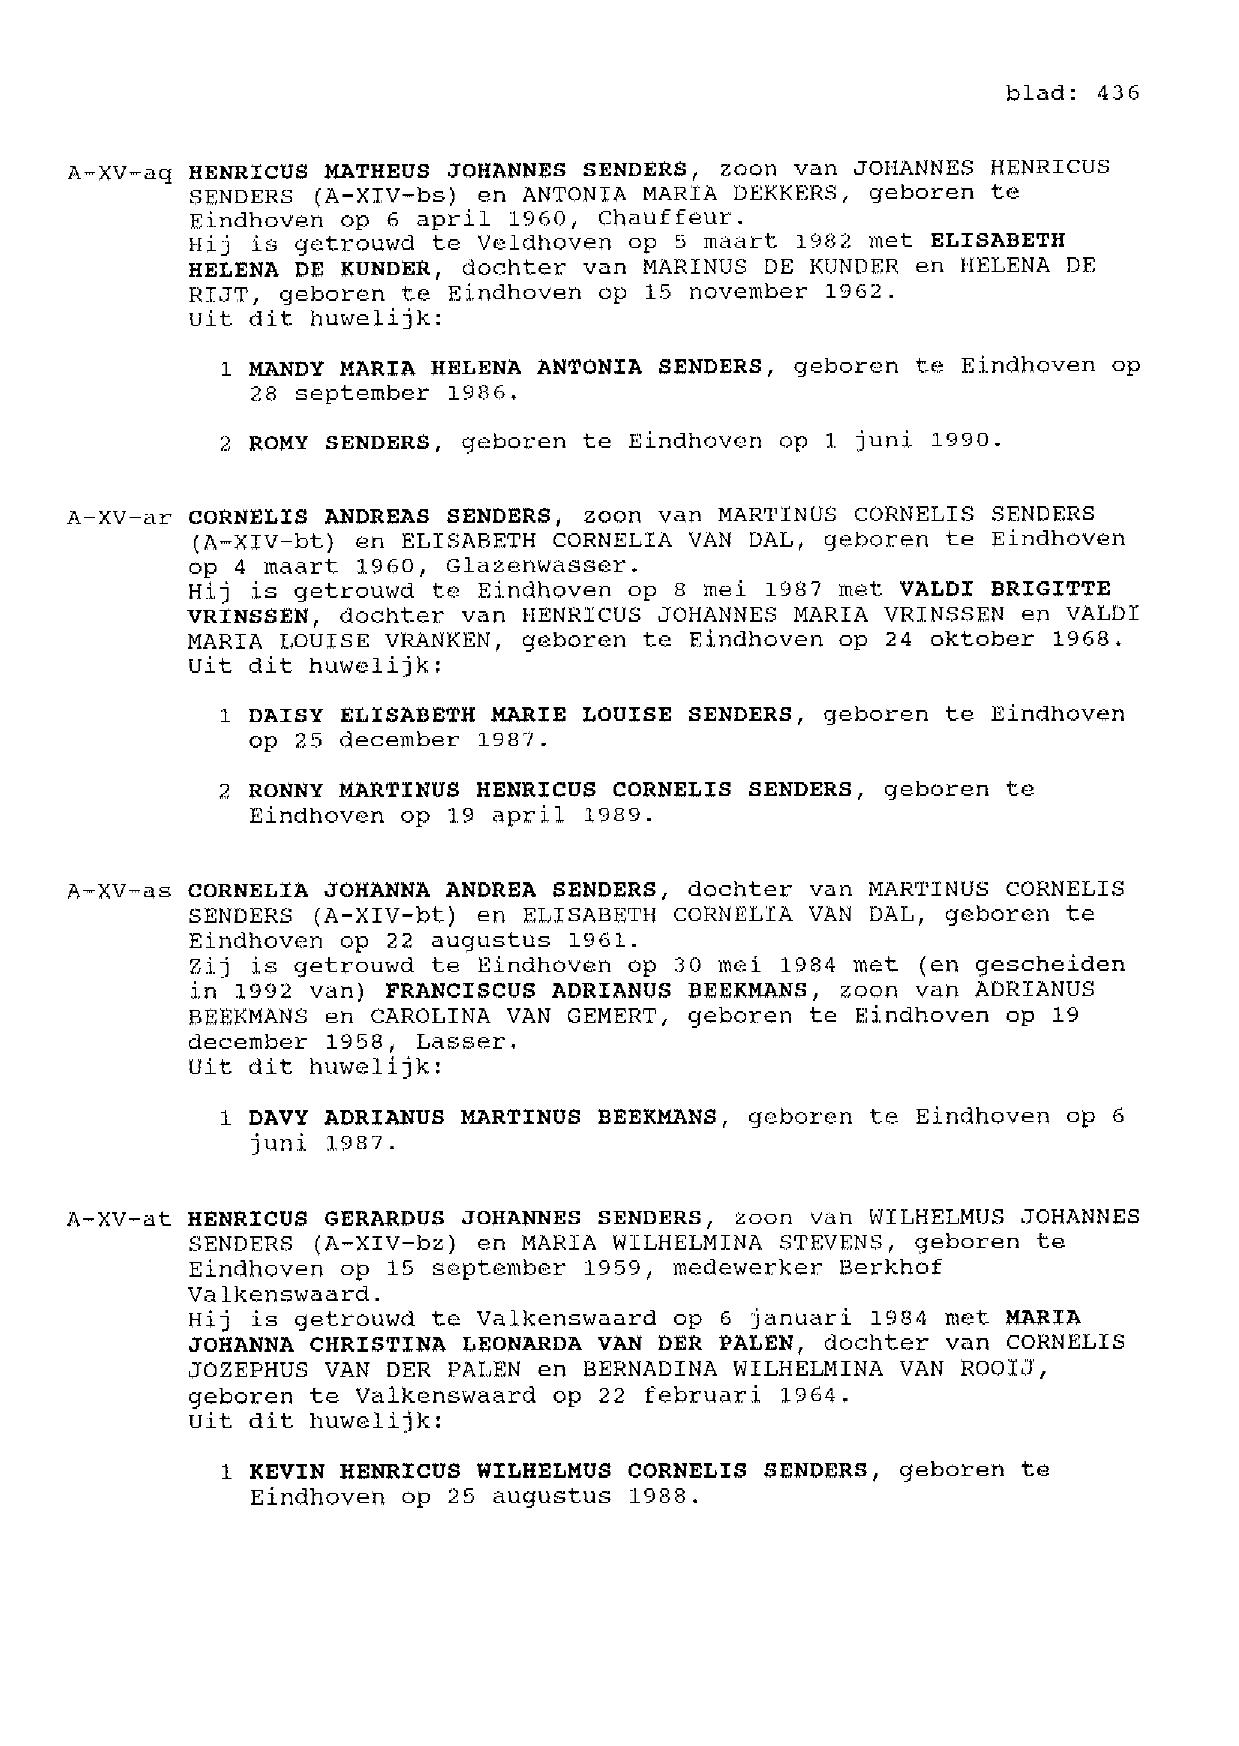 blad: 436
A-XV-aq HENRICUS MATHEUS JOHANNES SENDERS, zoon van JOHANNES HENRICUS
SENDERS (A-XIV-bs) en ANTONIA MARIA DEKKERS, geboren te
Eindhoven op 6 april 1960, Chauffeur.
Hij is getrouwd te Veldhoven op 5 maart 1982 met ELISABETH
HELENA DE KUNDER, dochter van MARINUS DE KUNDER en HELENA DE
RIJT, geboren te Eindhoven op 15 november 1962.
Uit dit huwelijk:
1 MANDY MARIA HELENA ANTONIA SENDERS, geboren te Eindhoven op
28 september 1986.
2 ROMY SENDERS, geboren te Eindhoven op 1 juni 1990.
A-XV-ar CORNELIS ANDREAS SENDERS, zoon van MARTINUS CORNELIS SENDERS
(A-XIV-bt) en ELISABETH CORNELIA VAN DAL, geboren te Eindhoven
op 4 maart 1960, Glazenwasser.
Hij is getrouwd te Eindhoven op 8 mei 1987 met VALDI BRIGITTE
VRINSSEN, dochter van HENRICUS JOHANNES MARIA VRINSSEN en VALDI
MARIA LOUISE VRANKEN, geboren te Eindhoven op 24 oktober 1968.
Uit dit huwelijk:
1 DAISY ELISABETH MARIE LOUISE SENDERS, geboren te Eindhoven
op 25 december 1987.
2 RONNY MARTINUS HENRICUS CORNELIS SENDERS, geboren te
Eindhoven op 19 april 1989.
A-XV-as CORNELIA JOHANNA ANDREA SENDERS, dochter van MARTINUS CORNELIS
SENDERS (A-XIV-bt) en ELISABETH CORNELIA VAN DAL, geboren te
Eindhoven op 22 augustus 1961.
Zij is getrouwd te Eindhoven op 30 mei 1984 met (en gescheiden
in 1992 van) FRANCISCUS ADRIANUS BEEKMANS, zoon van ADRIANUS
BEEKMANS en CAROLINA VAN GEMERT, geboren te Eindhoven op 19
december 1958, Lasser.
Uit dit huwelijk:
1 DAVY ADRIANUS MARTINUS BEEKMANS, geboren te Eindhoven op 6
juni 1987.
A-XV-at HENRICUS GERARDUS JOHANNES SENDERS, zoon van WILHELMUS JOHANNES
SENDERS (A-XIV-bz) en MARIA WILHELMINA STEVENS, geboren te
Eindhoven op 15 september 1959, medewerker Berkhof
Valkenswaard.
Hij is getrouwd te Valkenswaard op 6 januari 1984 met MARIA
JOHANNA CHRISTINA LEONARDA VAN DER PALEN, dochter van CORNELIS
JOZEPHUS VAN DER PALEN en BERNADINA WILHELMINA VAN ROOIJ,
geboren te Valkenswaard op 22 februari 1964.
Uit dit huwelijk:
1 KEVIN HENRICUS WILHELMUS CORNELIS SENDERS, geboren te
Eindhoven op 25 augustus 1988.